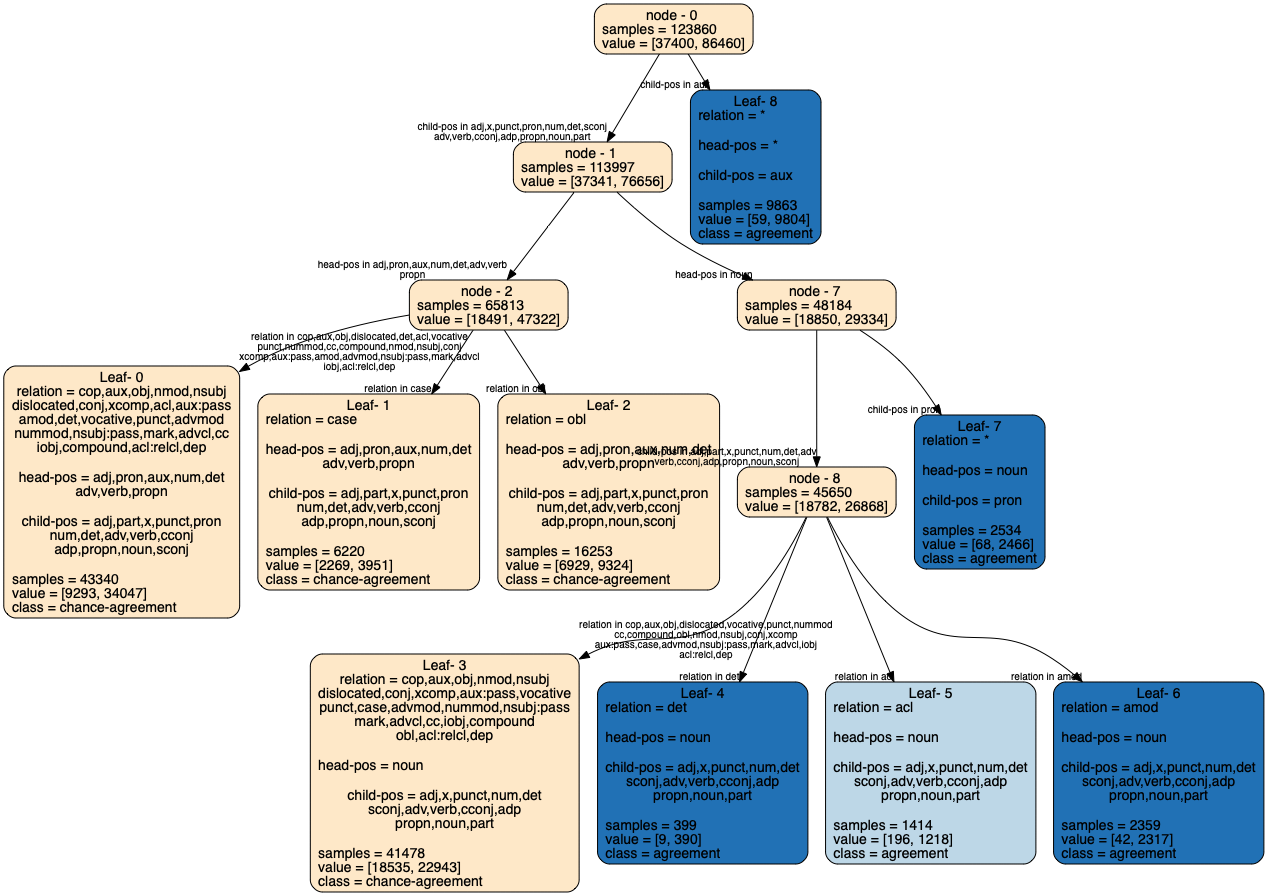 node - 0
samples = 123860
value = [37400, 86460]
child-pos in aux
Leaf- 8
relation = *
head-pos = *
child-pos = aux
samples = 9863
value = [59, 9804]
class = agreement
child-pos in adj,x,punct,pron,num,det,sconj
adv,verb,cconj,adp,propn,noun,part
node - 1
samples = 113997
value = [37341, 76656]
head-pos in adj,pron,aux,num,det,adv,verb
propn
head-pos in noun
node - 2
samples = 65813
value = [18491, 47322]
node - 7
samples = 48184
value = [18850, 29334]
relation in cop,aux,obj,dislocated,det,acl,vocative
punct,nummod,cc,compound,nmod,nsubj,conj
xcomp,aux:pass,amod,advmod,nsubj:pass,mark,advcl
iobj,acl:relcl,dep
relation in case
relation in obl
Leaf- 0
relation = cop,aux,obj,nmod,nsubj
dislocated,conj,xcomp,acl,aux:pass
amod,det,vocative,punct,advmod
nummod,nsubj:pass,mark,advcl,cc
iobj,compound,acl:relcl,dep
head-pos = adj,pron,aux,num,det
adv,verb,propn
child-pos = adj,part,x,punct,pron
num,det,adv,verb,cconj
adp,propn,noun,sconj
samples = 43340
value = [9293, 34047]
class = chance-agreement
Leaf- 1
relation = case
head-pos = adj,pron,aux,num,det
adv,verb,propn
child-pos = adj,part,x,punct,pron
num,det,adv,verb,cconj
adp,propn,noun,sconj
samples = 6220
value = [2269, 3951]
class = chance-agreement
Leaf- 2
relation = obl
head-pos = adj,pron,aux,num,det
adv,verb,propn
child-pos = adj,part,x,punct,pron
num,det,adv,verb,cconj
adp,propn,noun,sconj
samples = 16253
value = [6929, 9324]
class = chance-agreement
child-pos in adj,part,x,punct,num,det,adv
verb,cconj,adp,propn,noun,sconj
child-pos in pron
Leaf- 7
relation = *
head-pos = noun
child-pos = pron
samples = 2534
value = [68, 2466]
class = agreement
node - 8
samples = 45650
value = [18782, 26868]
relation in cop,aux,obj,dislocated,vocative,punct,nummod
cc,compound,obl,nmod,nsubj,conj,xcomp
aux:pass,case,advmod,nsubj:pass,mark,advcl,iobj
acl:relcl,dep
relation in det
relation in acl
relation in amod
Leaf- 3
relation = cop,aux,obj,nmod,nsubj
dislocated,conj,xcomp,aux:pass,vocative
punct,case,advmod,nummod,nsubj:pass
mark,advcl,cc,iobj,compound
obl,acl:relcl,dep
head-pos = noun
child-pos = adj,x,punct,num,det
sconj,adv,verb,cconj,adp
propn,noun,part
samples = 41478
value = [18535, 22943]
class = chance-agreement
Leaf- 4
relation = det
head-pos = noun
child-pos = adj,x,punct,num,det
sconj,adv,verb,cconj,adp
propn,noun,part
samples = 399
value = [9, 390]
class = agreement
Leaf- 5
relation = acl
head-pos = noun
child-pos = adj,x,punct,num,det
sconj,adv,verb,cconj,adp
propn,noun,part
samples = 1414
value = [196, 1218]
class = agreement
Leaf- 6
relation = amod
head-pos = noun
child-pos = adj,x,punct,num,det
sconj,adv,verb,cconj,adp
propn,noun,part
samples = 2359
value = [42, 2317]
class = agreement